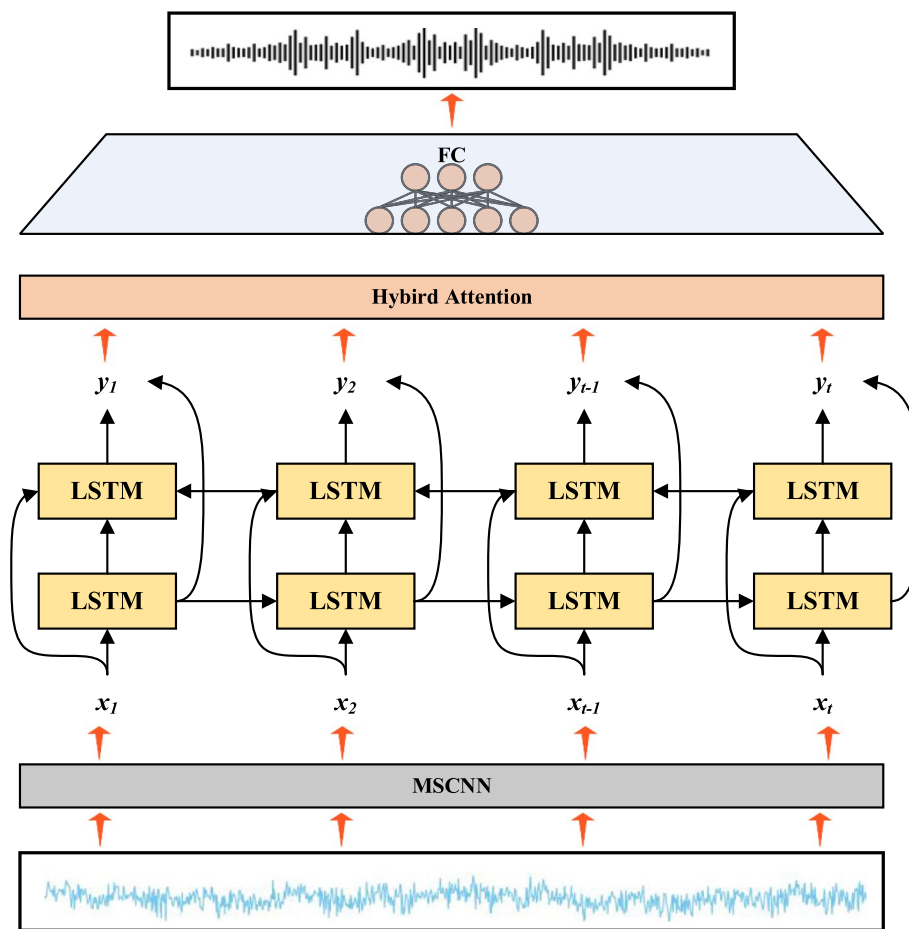 FC
Hybird Attention
y1 y2 yt-1 yt
LSTM LSTM LSTM LSTM
LSTM LSTM LSTM LSTM
x1 x2 xt-1 xt
MSCNN